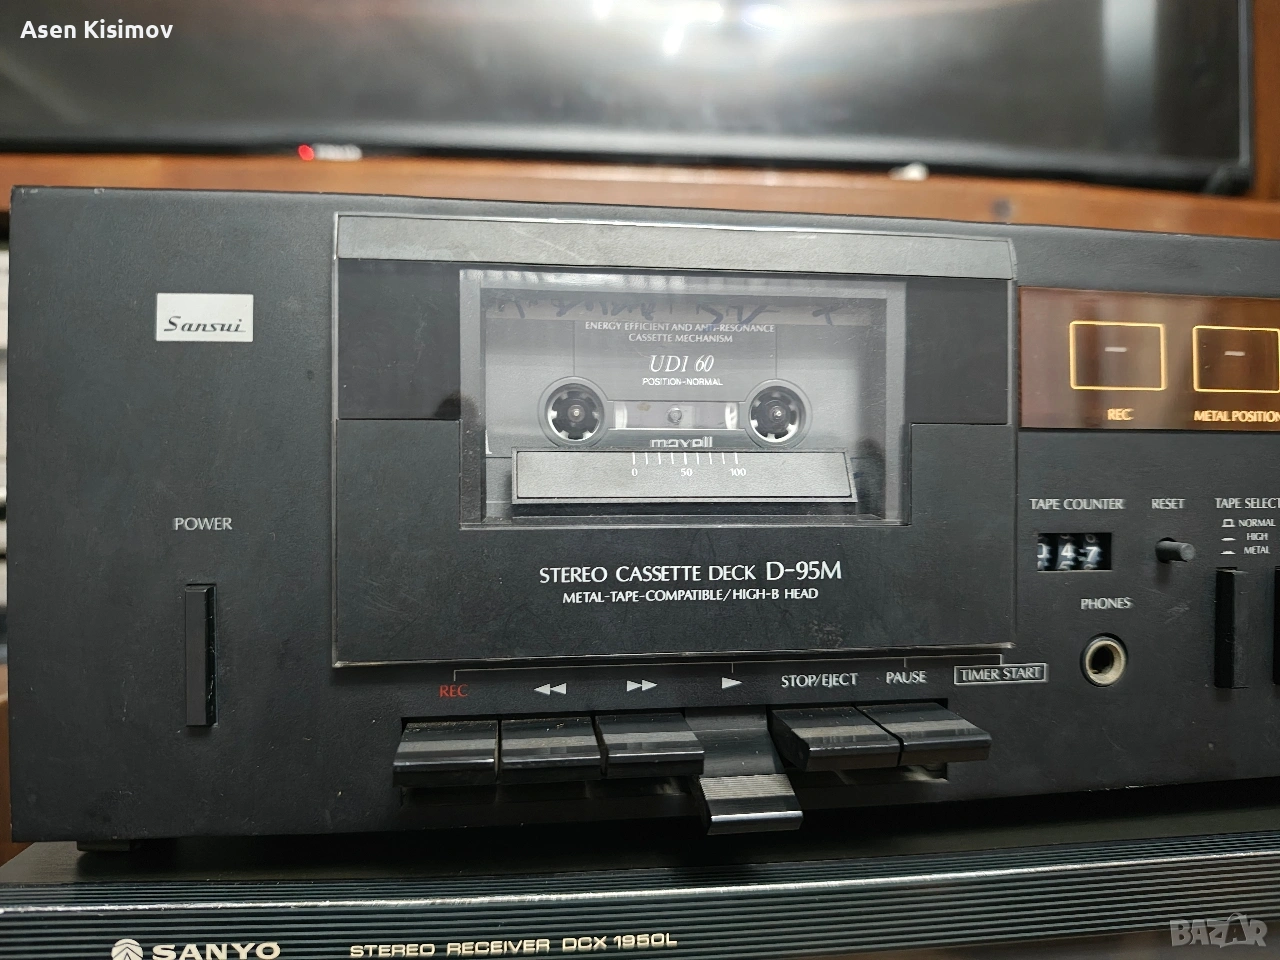 Asen Kisimov
Sansui
ENERGY EFFICIENT AND ANTI-RESONANCE
CASSETTE MECHANISM
UD1 60
POSITION-NORMAL
maxell
0 50 100
REC
METAL POSITION
POWER
TAPE COUNTER
RESET
TAPE SELECT
NORMAL
HIGH
METAL
4 7
STEREO CASSETTE DECK D-95M
METAL-TAPE-COMPATIBLE/HIGH-B HEAD
PHONES
REC
STOP/EJECT
PAUSE
TIMER START
SANYO
STEREO RECEIVER DCX 1950L
BAZAR